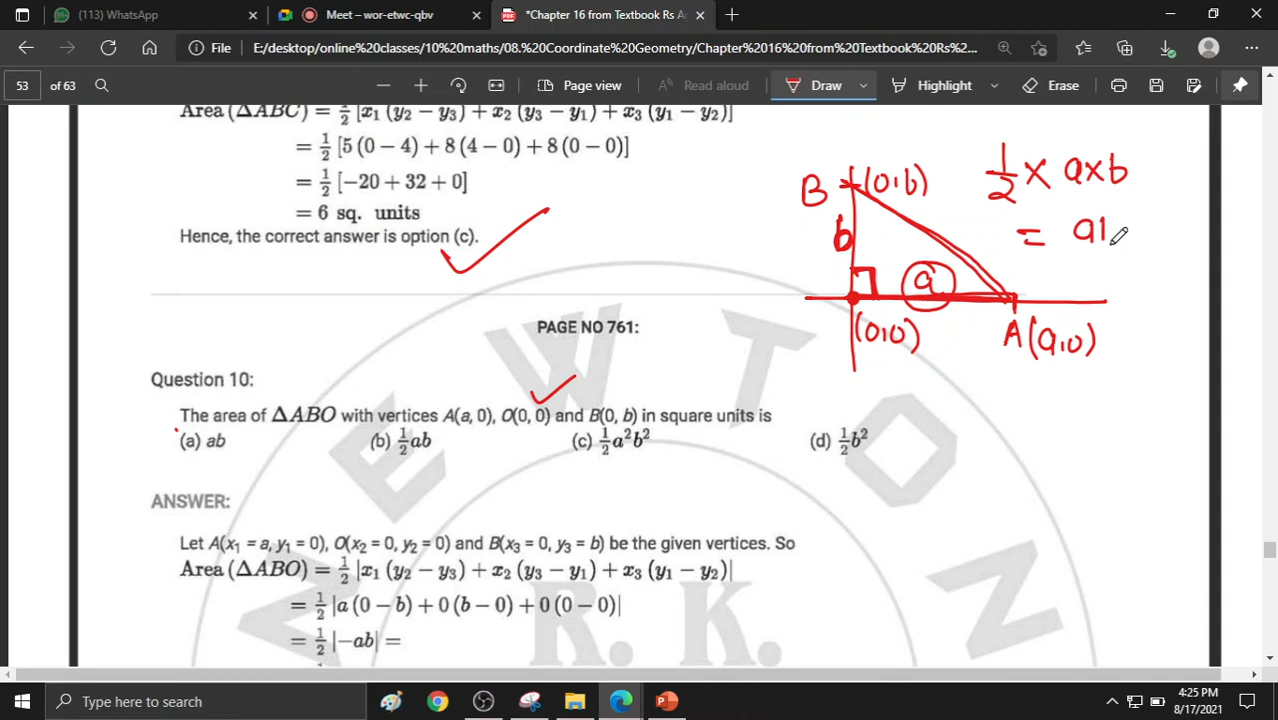 (113) WhatsApp
Meet – wor-etwc-qbv
*Chapter 16 from Textbook Rs Ag
File E:/desktop/online%20classes/10%20maths/08.%20Coordinate%20Geometry/Chapter%2016%20from%20Textbook%20Rs%2...
53 of 63
Page view
Read aloud
Draw
Highlight
Erase
Area (ΔABC) = 1/2 |x₁ (y₂ − y₃) + x₂ (y₃ − y₁) + x₃ (y₁ − y₂)|
= 1/2 [5 (0 − 4) + 8 (4 − 0) + 8 (0 − 0)]
= 1/2 [−20 + 32 + 0]
= 6 sq. units
Hence, the correct answer is option (c).
1/2 × a×b
= al
B (0,b)
b
a
(0,0)
A(a,0)
PAGE NO 761:
Question 10:
The area of ΔABO with vertices A(a, 0), O(0, 0) and B(0, b) in square units is
(a) ab (b) 1/2 ab (c) 1/2 a²b² (d) 1/2 b²
ANSWER:
Let A(x₁ = a, y₁ = 0), O(x₂ = 0, y₂ = 0) and B(x₃ = 0, y₃ = b) be the given vertices. So
Area (ΔABO) = 1/2 |x₁ (y₂ − y₃) + x₂ (y₃ − y₁) + x₃ (y₁ − y₂)|
= 1/2 |a (0 − b) + 0 (b − 0) + 0 (0 − 0)|
= 1/2 |−ab| =
R. K.
Type here to search
4:25 PM
8/17/2021